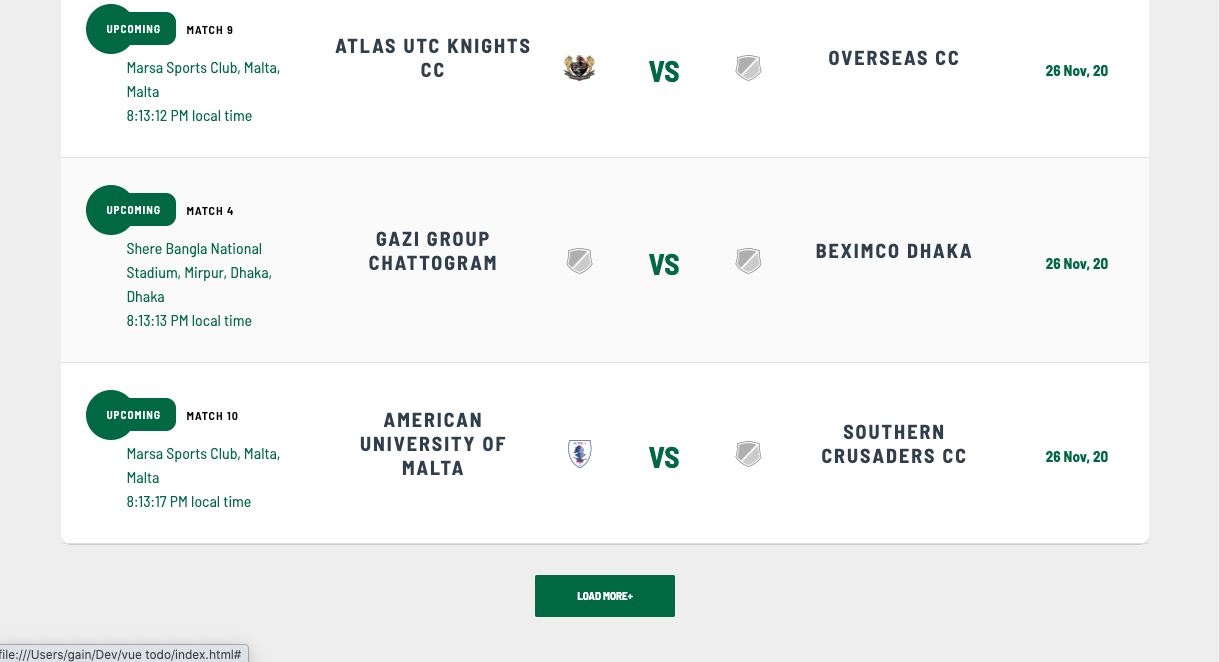 UPCOMING MATCH 9
Marsa Sports Club, Malta,
Malta
8:13:12 PM local time
ATLAS UTC KNIGHTS
CC
VS
OVERSEAS CC
26 Nov, 20
UPCOMING MATCH 4
Shere Bangla National
Stadium, Mirpur, Dhaka,
Dhaka
8:13:13 PM local time
GAZI GROUP
CHATTOGRAM
VS
BEXIMCO DHAKA
26 Nov, 20
UPCOMING MATCH 10
Marsa Sports Club, Malta,
Malta
8:13:17 PM local time
AMERICAN
UNIVERSITY OF
MALTA
VS
SOUTHERN
CRUSADERS CC
26 Nov, 20
LOAD MORE+
file:///Users/gain/Dev/vue todo/index.html#